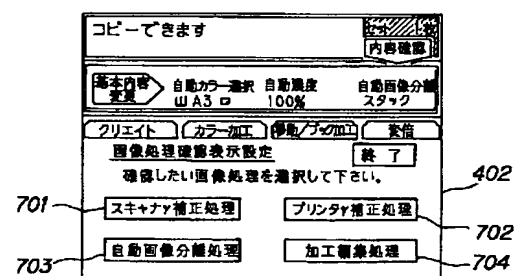 コピーできます
内容確認
基本内容
変更
自動カラー選択 自動濃度 自動画像分離
A3 100% スタック
クリエイト カラー加工 移動/ブック加工 変倍
画像処理確認表示設定 終了
確認したい画像処理を選択して下さい。
402
701 スキャナγ補正処理 プリンタγ補正処理 702
703 自動画像分離処理 加工編集処理 704